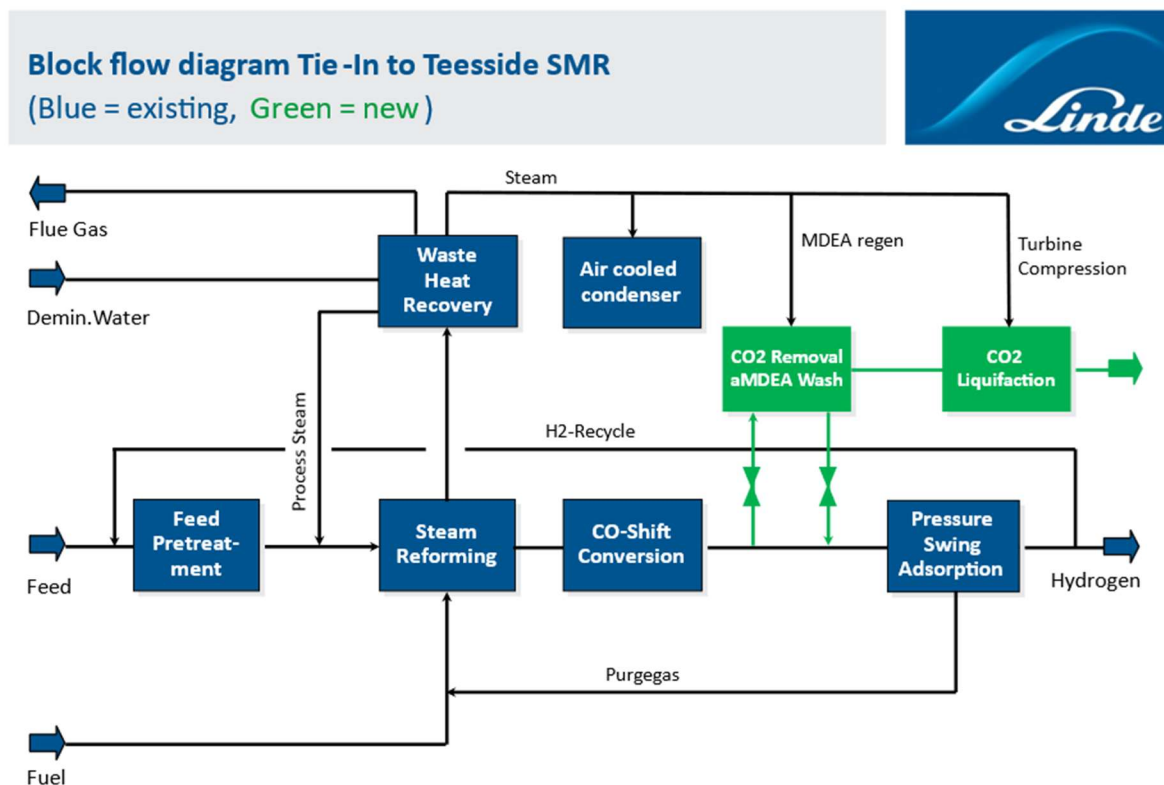 Block flow diagram Tie-In to Teesside SMR
(Blue = existing, Green = new)
Linde
Steam
Flue Gas
Waste
Heat
Recovery
Air cooled
condenser
MDEA regen
Turbine
Compression
Demin.Water
CO2 Removal
aMDEA Wash
CO2
Liquifaction
Process Steam
H2-Recycle
Feed
Pretreat-
ment
Steam
Reforming
CO-Shift
Conversion
Pressure
Swing
Adsorption
Feed
Hydrogen
Purgegas
Fuel